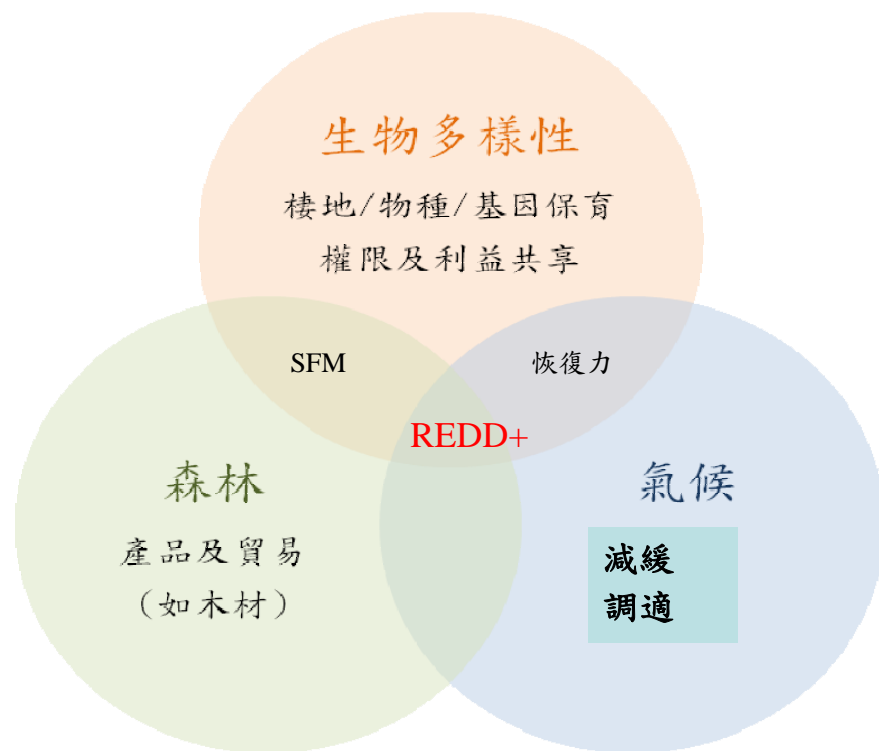 生物多樣性
棲地/物種/基因保育
權限及利益共享
SFM
恢復力
REDD+
森林
氣候
產品及貿易
（如木材）
減緩
調適